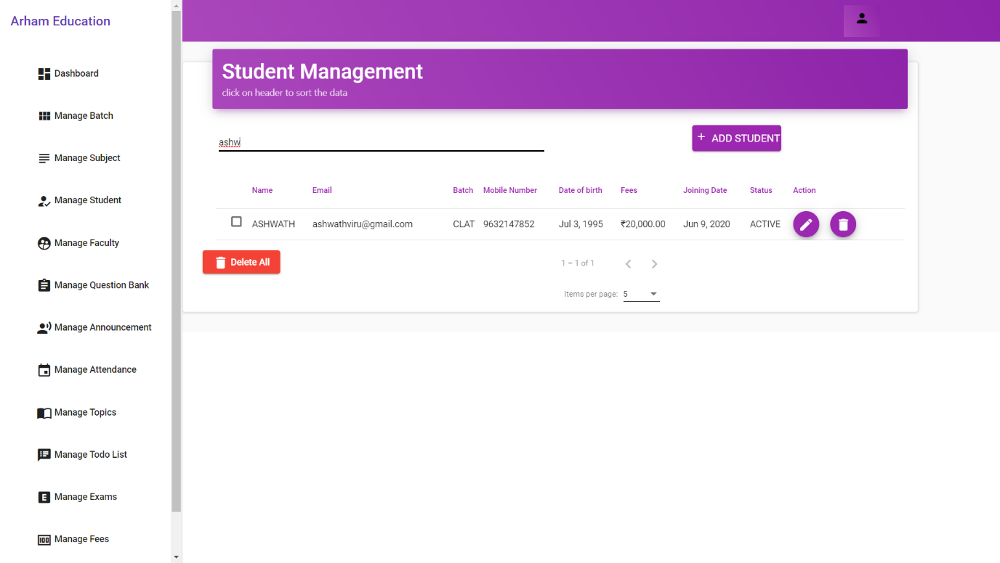 Arham Education
Dashboard
Manage Batch
Manage Subject
Manage Student
Manage Faculty
Manage Question Bank
Manage Announcement
Manage Attendance
Manage Topics
Manage Todo List
E Manage Exams
100 Manage Fees
Student Management
click on header to sort the data
ashw
+ ADD STUDENT
Name Email Batch Mobile Number Date of birth Fees Joining Date Status Action
ASHWATH ashwathviru@gmail.com CLAT 9632147852 Jul 3, 1995 ₹20,000.00 Jun 9, 2020 ACTIVE
Delete All
1 – 1 of 1
Items per page: 5